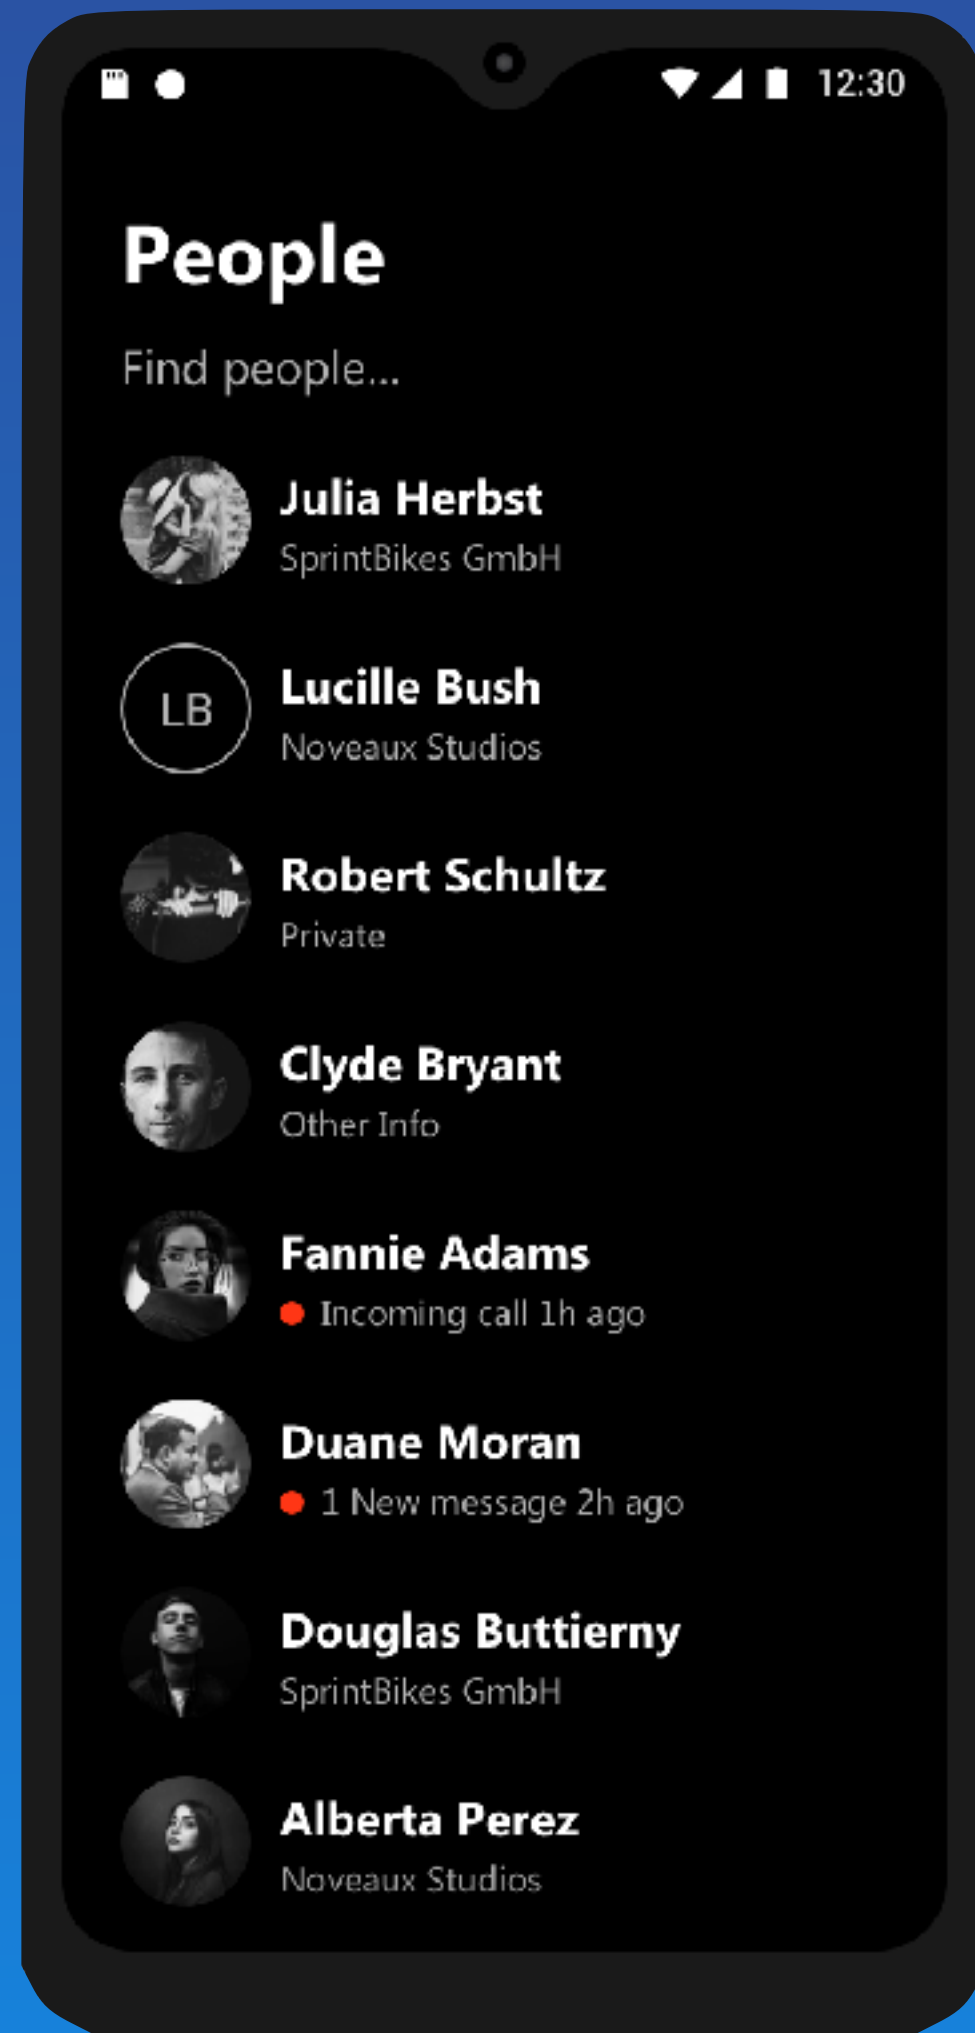 12:30
People
Find people...
Julia Herbst
SprintBikes GmbH
LB
Lucille Bush
Noveaux Studios
Robert Schultz
Private
Clyde Bryant
Other Info
Fannie Adams
Incoming call 1h ago
Duane Moran
1 New message 2h ago
Douglas Buttierny
SprintBikes GmbH
Alberta Perez
Noveaux Studios